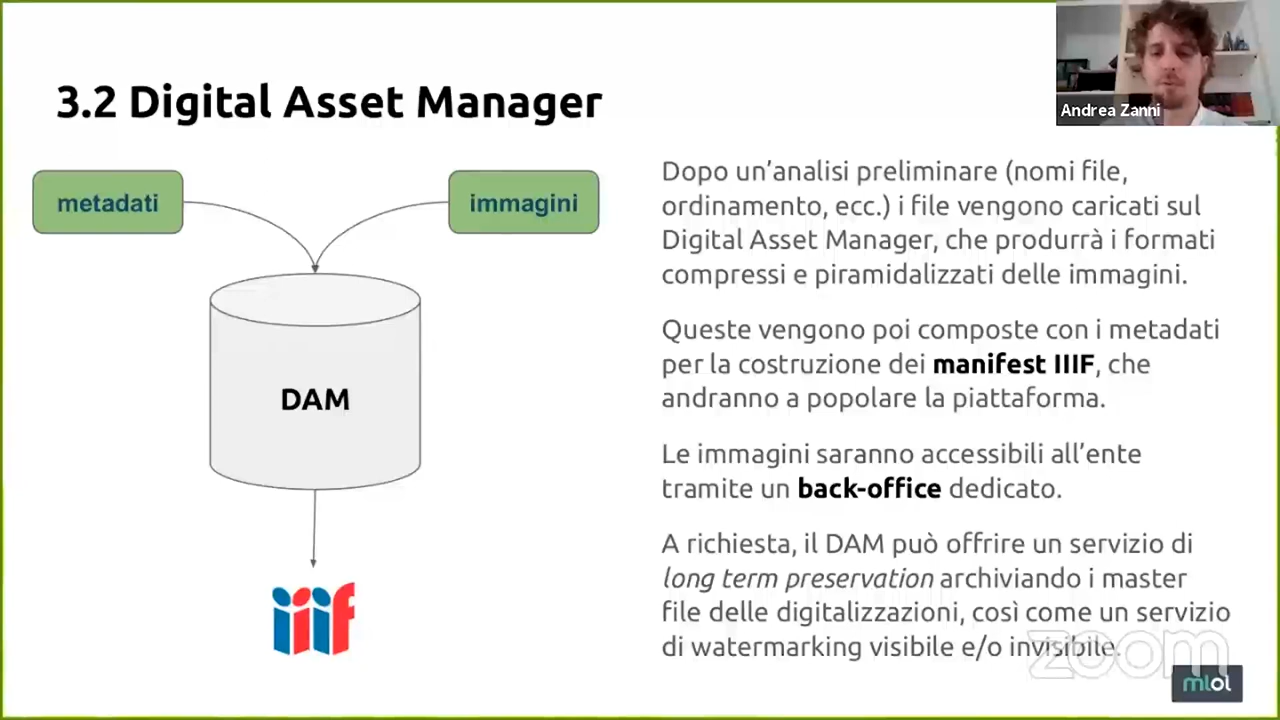 3.2 Digital Asset Manager
Andrea Zanni
metadati
immagini
DAM
iiif
Dopo un’analisi preliminare (nomi file,
ordinamento, ecc.) i file vengono caricati sul
Digital Asset Manager, che produrrà i formati
compressi e piramidalizzati delle immagini.
Queste vengono poi composte con i metadati
per la costruzione dei manifest IIIF, che
andranno a popolare la piattaforma.
Le immagini saranno accessibili all’ente
tramite un back-office dedicato.
A richiesta, il DAM può offrire un servizio di
long term preservation archiviando i master
file delle digitalizzazioni, così come un servizio
di watermarking visibile e/o invisibile.
zoom
mlol